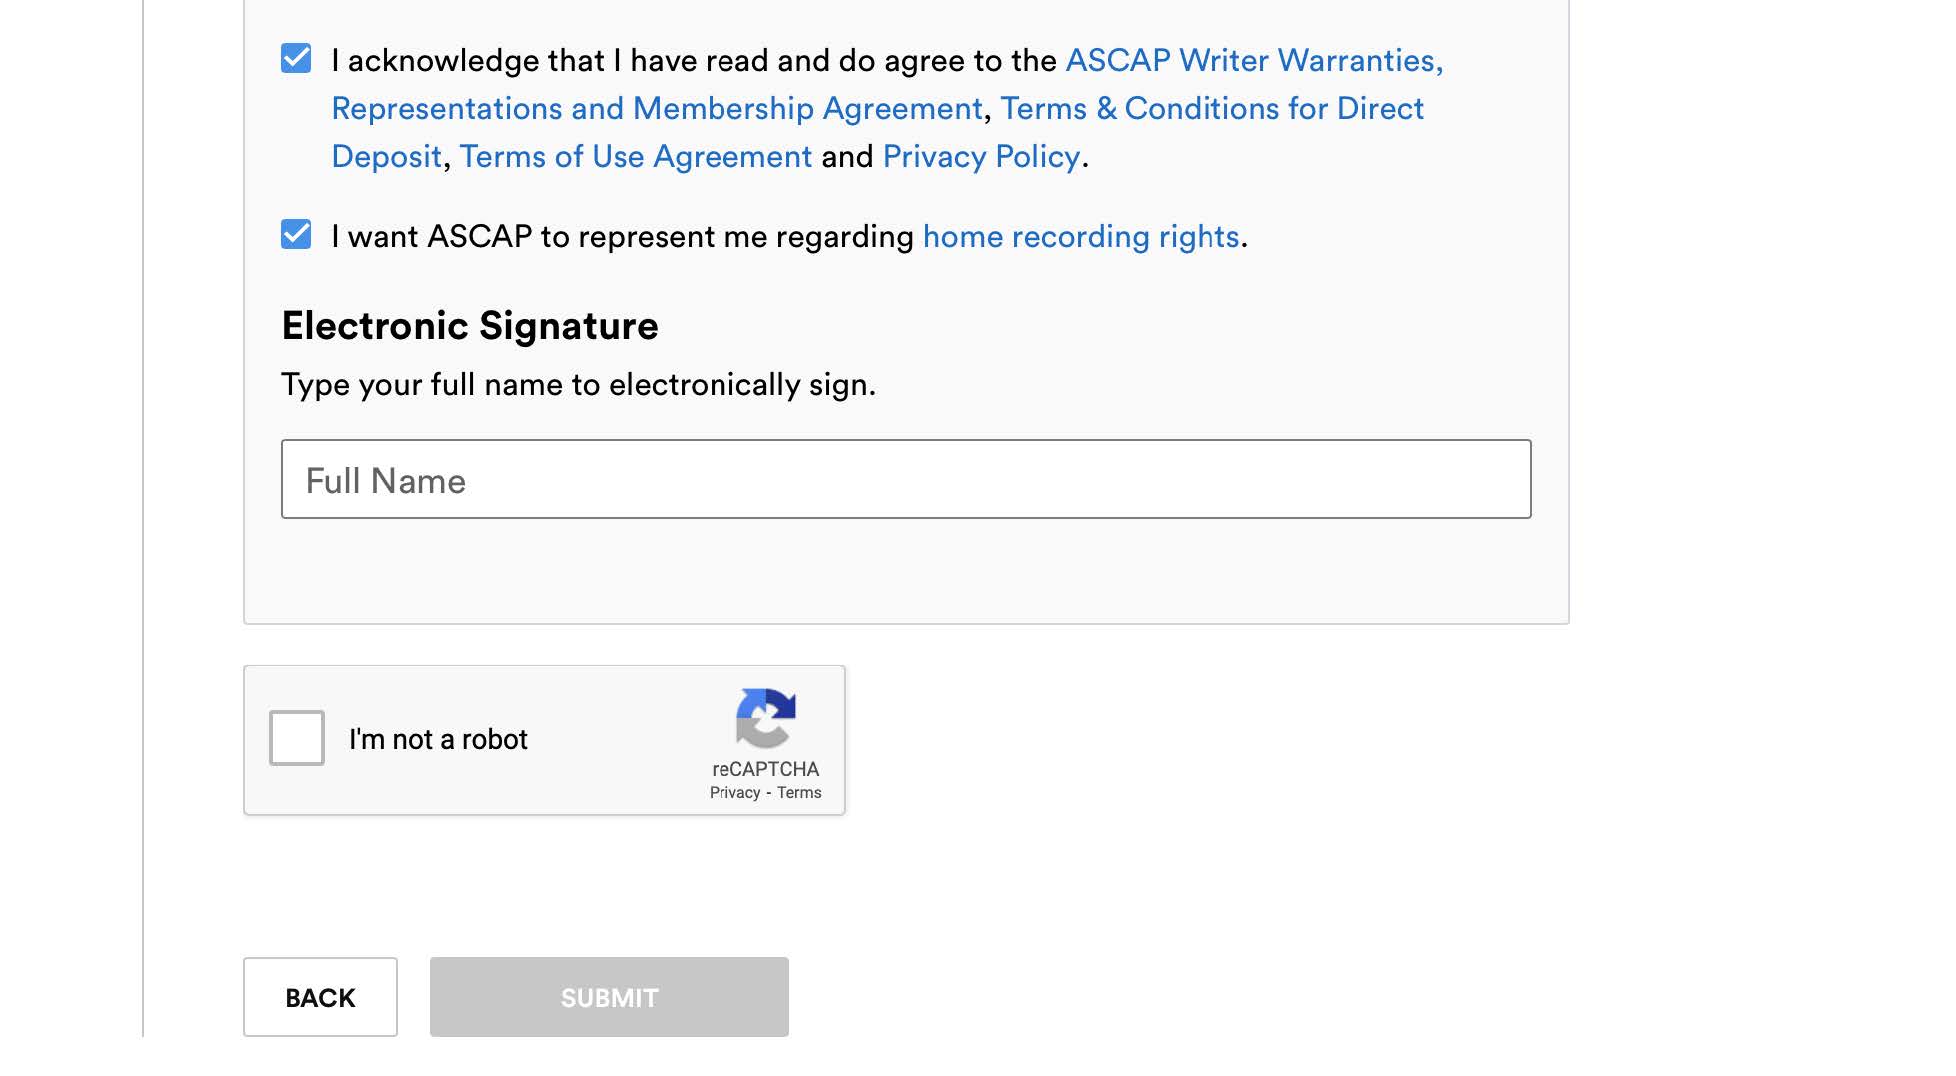 I acknowledge that I have read and do agree to the ASCAP Writer Warranties,
Representations and Membership Agreement, Terms & Conditions for Direct
Deposit, Terms of Use Agreement and Privacy Policy.
I want ASCAP to represent me regarding home recording rights.
Electronic Signature
Type your full name to electronically sign.
Full Name
I'm not a robot
reCAPTCHA
Privacy - Terms
BACK
SUBMIT